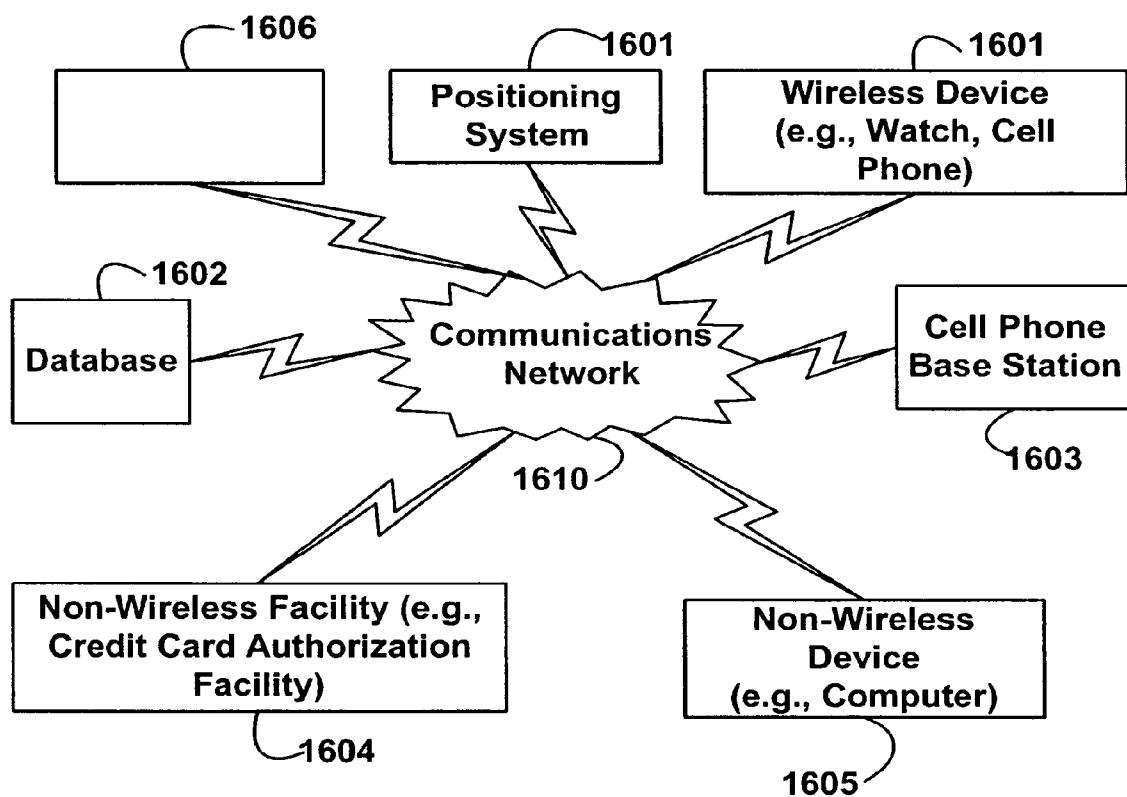 1606
1601
1601
Positioning
System
Wireless Device
(e.g., Watch, Cell
Phone)
1602
Database
Communications
Network
Cell Phone
Base Station
1610
1603
Non-Wireless Facility (e.g.,
Credit Card Authorization
Facility)
Non-Wireless
Device
(e.g., Computer)
1604
1605